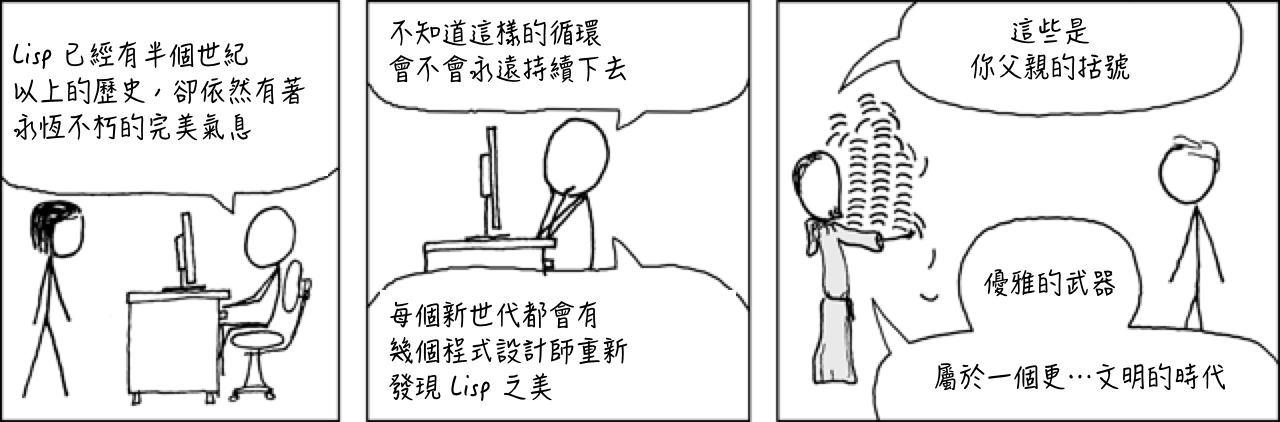 Lisp 已經有半個世紀
以上的歷史，卻依然有著
永恆不朽的完美氣息
不知道這樣的循環
會不會永遠持續下去
每個新世代都會有
幾個程式設計師重新
發現 Lisp 之美
這些是
你父親的括號
優雅的武器
屬於一個更…文明的時代